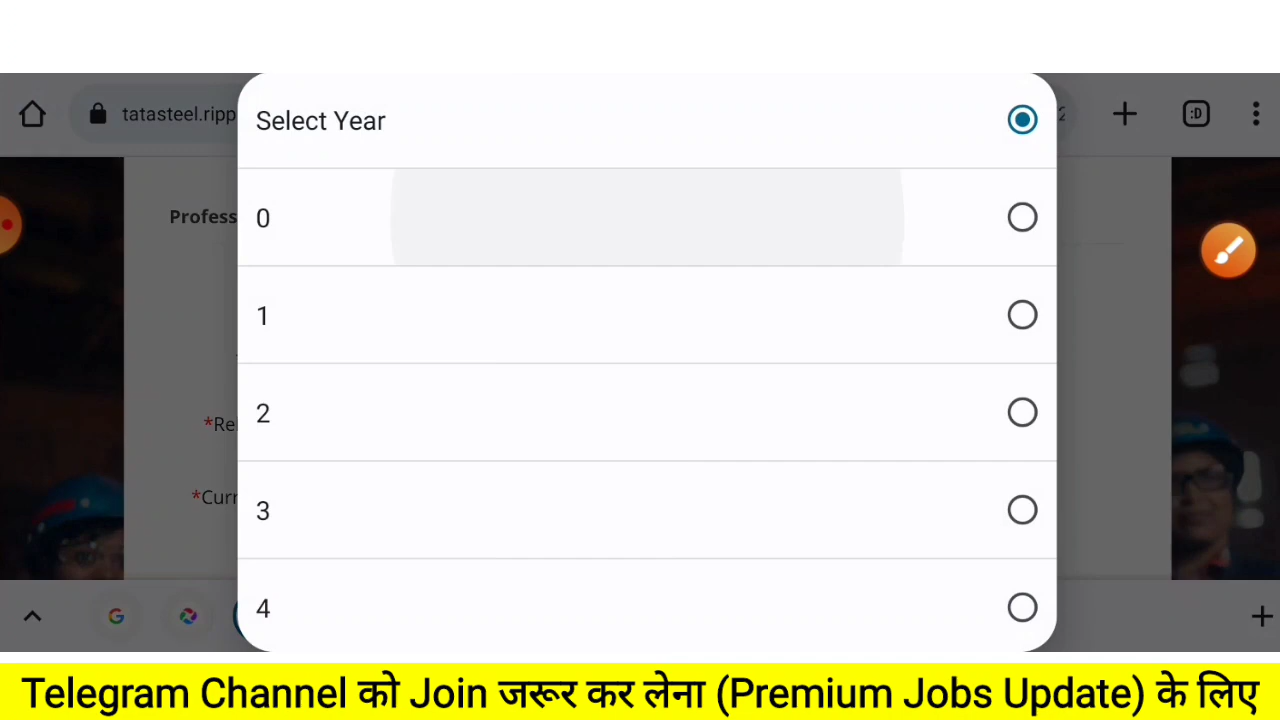 tatasteel.ripp
:D
Select Year
Profess
0
1
2
*Re
3
*Curr
4
Telegram Channel को Join जरूर कर लेना (Premium Jobs Update) के लिए